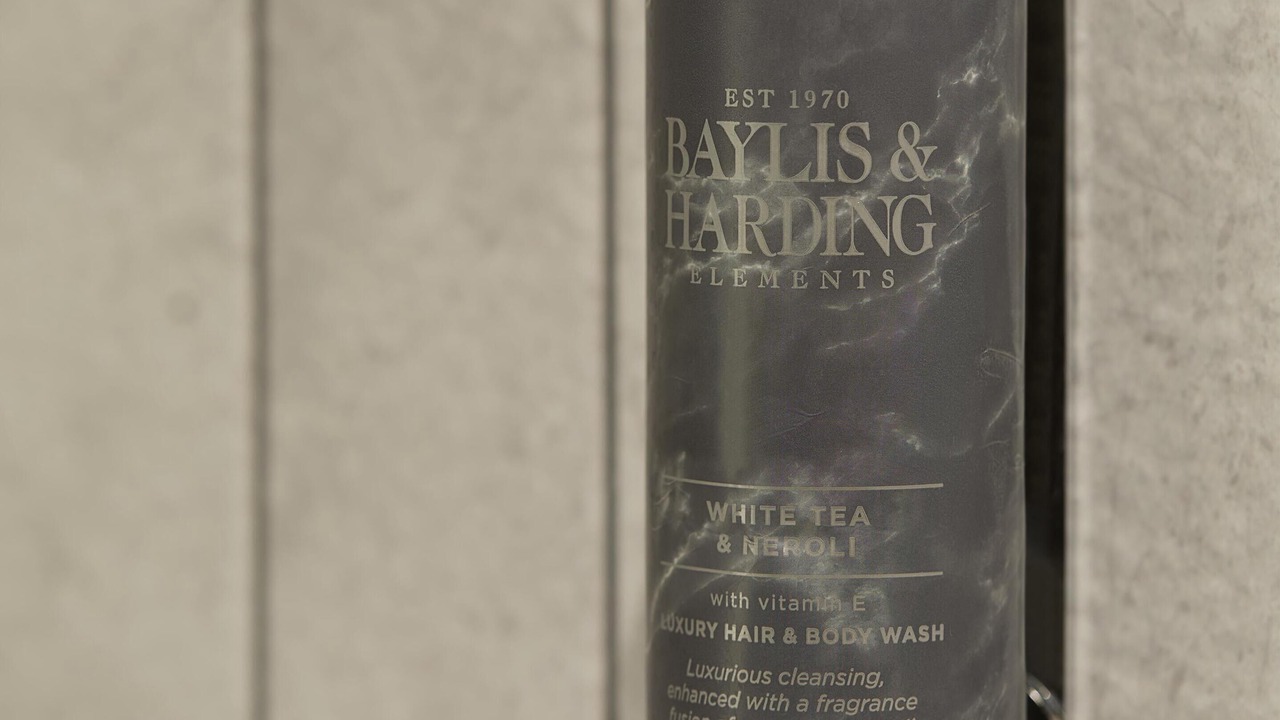 EST 1970
BAYLIS &
HARDING
ELEMENTS
WHITE TEA
& NEROLI
with vitamin E
LUXURY HAIR & BODY WASH
Luxurious cleansing,
enhanced with a fragrance